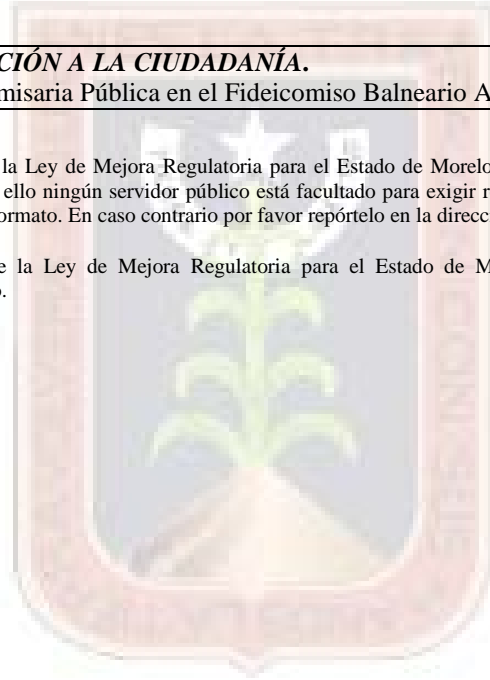 CIÓN A LA CIUDADANÍA.
misaria Pública en el Fideicomiso Balneario A
la Ley de Mejora Regulatoria para el Estado de Morelo
ello ningún servidor público está facultado para exigir r
ormato. En caso contrario por favor repórtelo en la direcc
e la Ley de Mejora Regulatoria para el Estado de M
o.